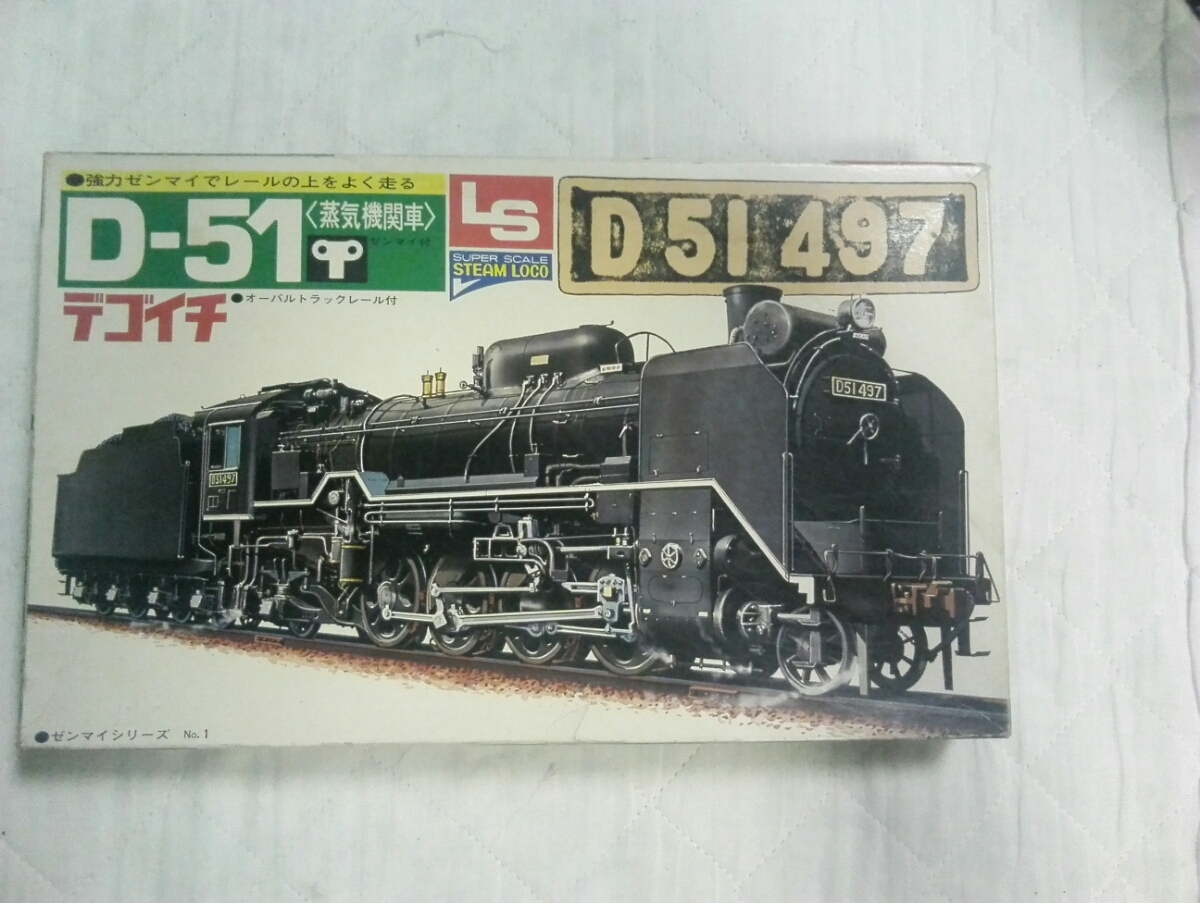 ●強力ゼンマイでレールの上をよく走る
D-51〈蒸気機関車〉
ゼンマイ付
デゴイチ
●オーバルトラックレール付
LS
SUPER SCALE
STEAM LOCO
D51 497
D51 497
D51497
●ゼンマイシリーズ No.1